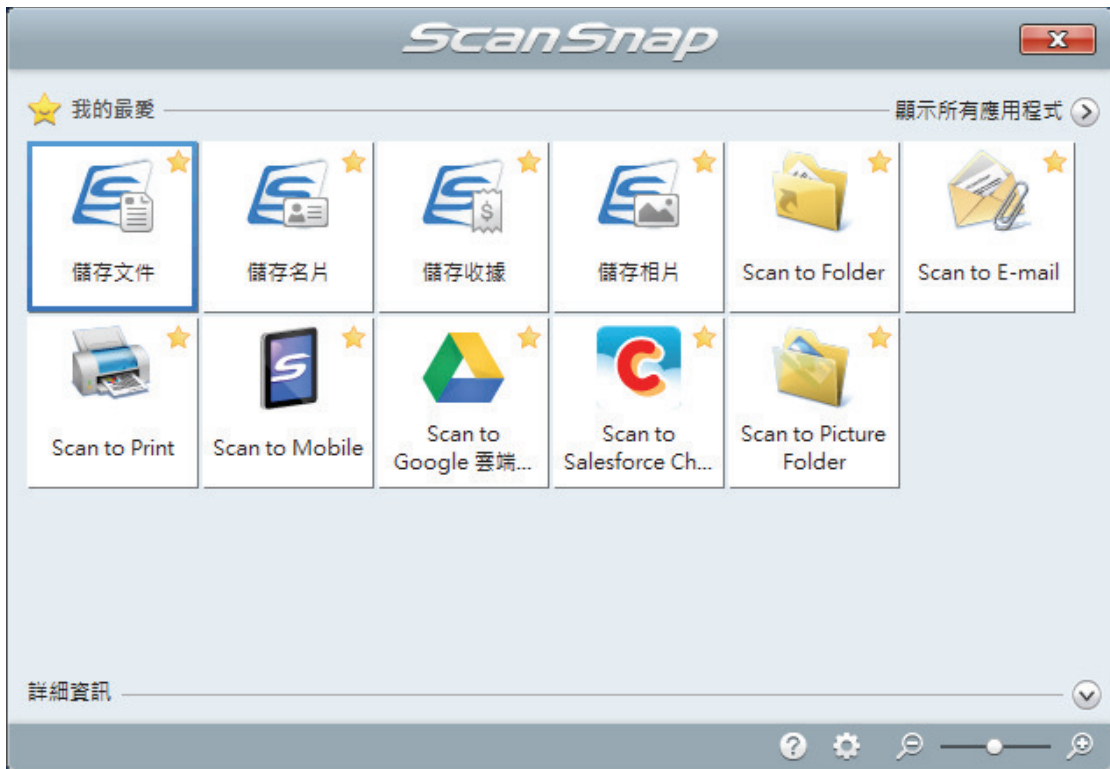 ScanSnap
我的最愛
顯示所有應用程式
儲存文件
儲存名片
儲存收據
儲存相片
Scan to Folder
Scan to E-mail
Scan to Print
Scan to Mobile
Scan to
Google 雲端...
Scan to
Salesforce Ch...
Scan to Picture
Folder
詳細資訊